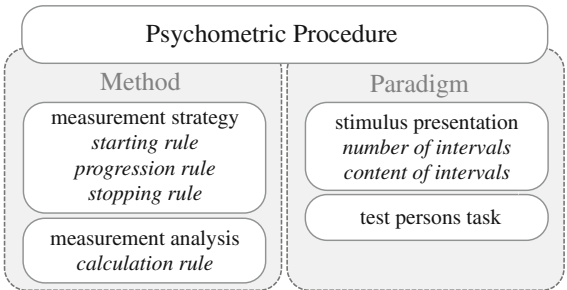 Psychometric Procedure
Method
measurement strategy
starting rule
progression rule
stopping rule
measurement analysis
calculation rule
Paradigm
stimulus presentation
number of intervals
content of intervals
test persons task